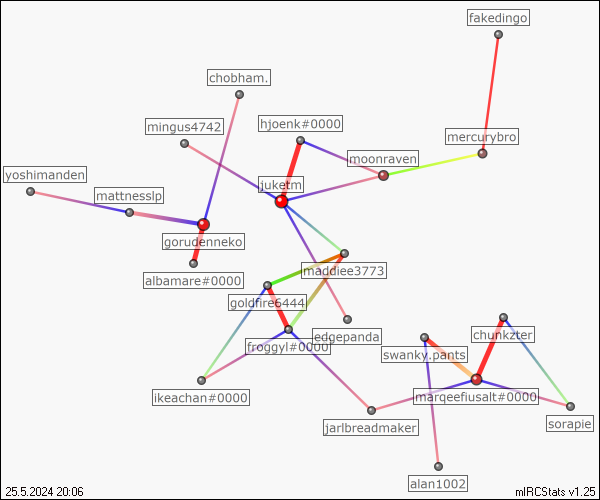 fakedingo
chobham.
mingus4742
hjoenk#0000
mercurybro
moonraven
yoshimanden
juketm
mattnesslp
gorudenneko
maddiee3773
albamare#0000
goldfire6444
edgepanda
froggyl#0000
chunkzter
swanky.pants
ikeachan#0000
marqeefiusalt#0000
sorapie
jarlbreadmaker
alan1002
25.5.2024 20:06
mIRCStats v1.25